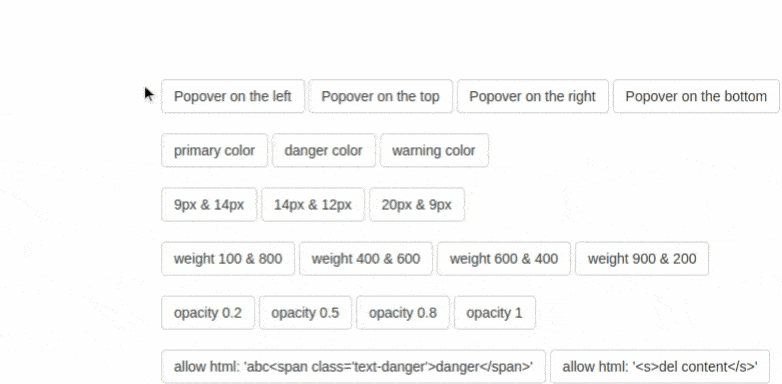 Popover on the left Popover on the top Popover on the right Popover on the bottom
primary color danger color warning color
9px & 14px 14px & 12px 20px & 9px
weight 100 & 800 weight 400 & 600 weight 600 & 400 weight 900 & 200
opacity 0.2 opacity 0.5 opacity 0.8 opacity 1
allow html: 'abc<span class='text-danger'>danger</span>' allow html: '<s>del content</s>'